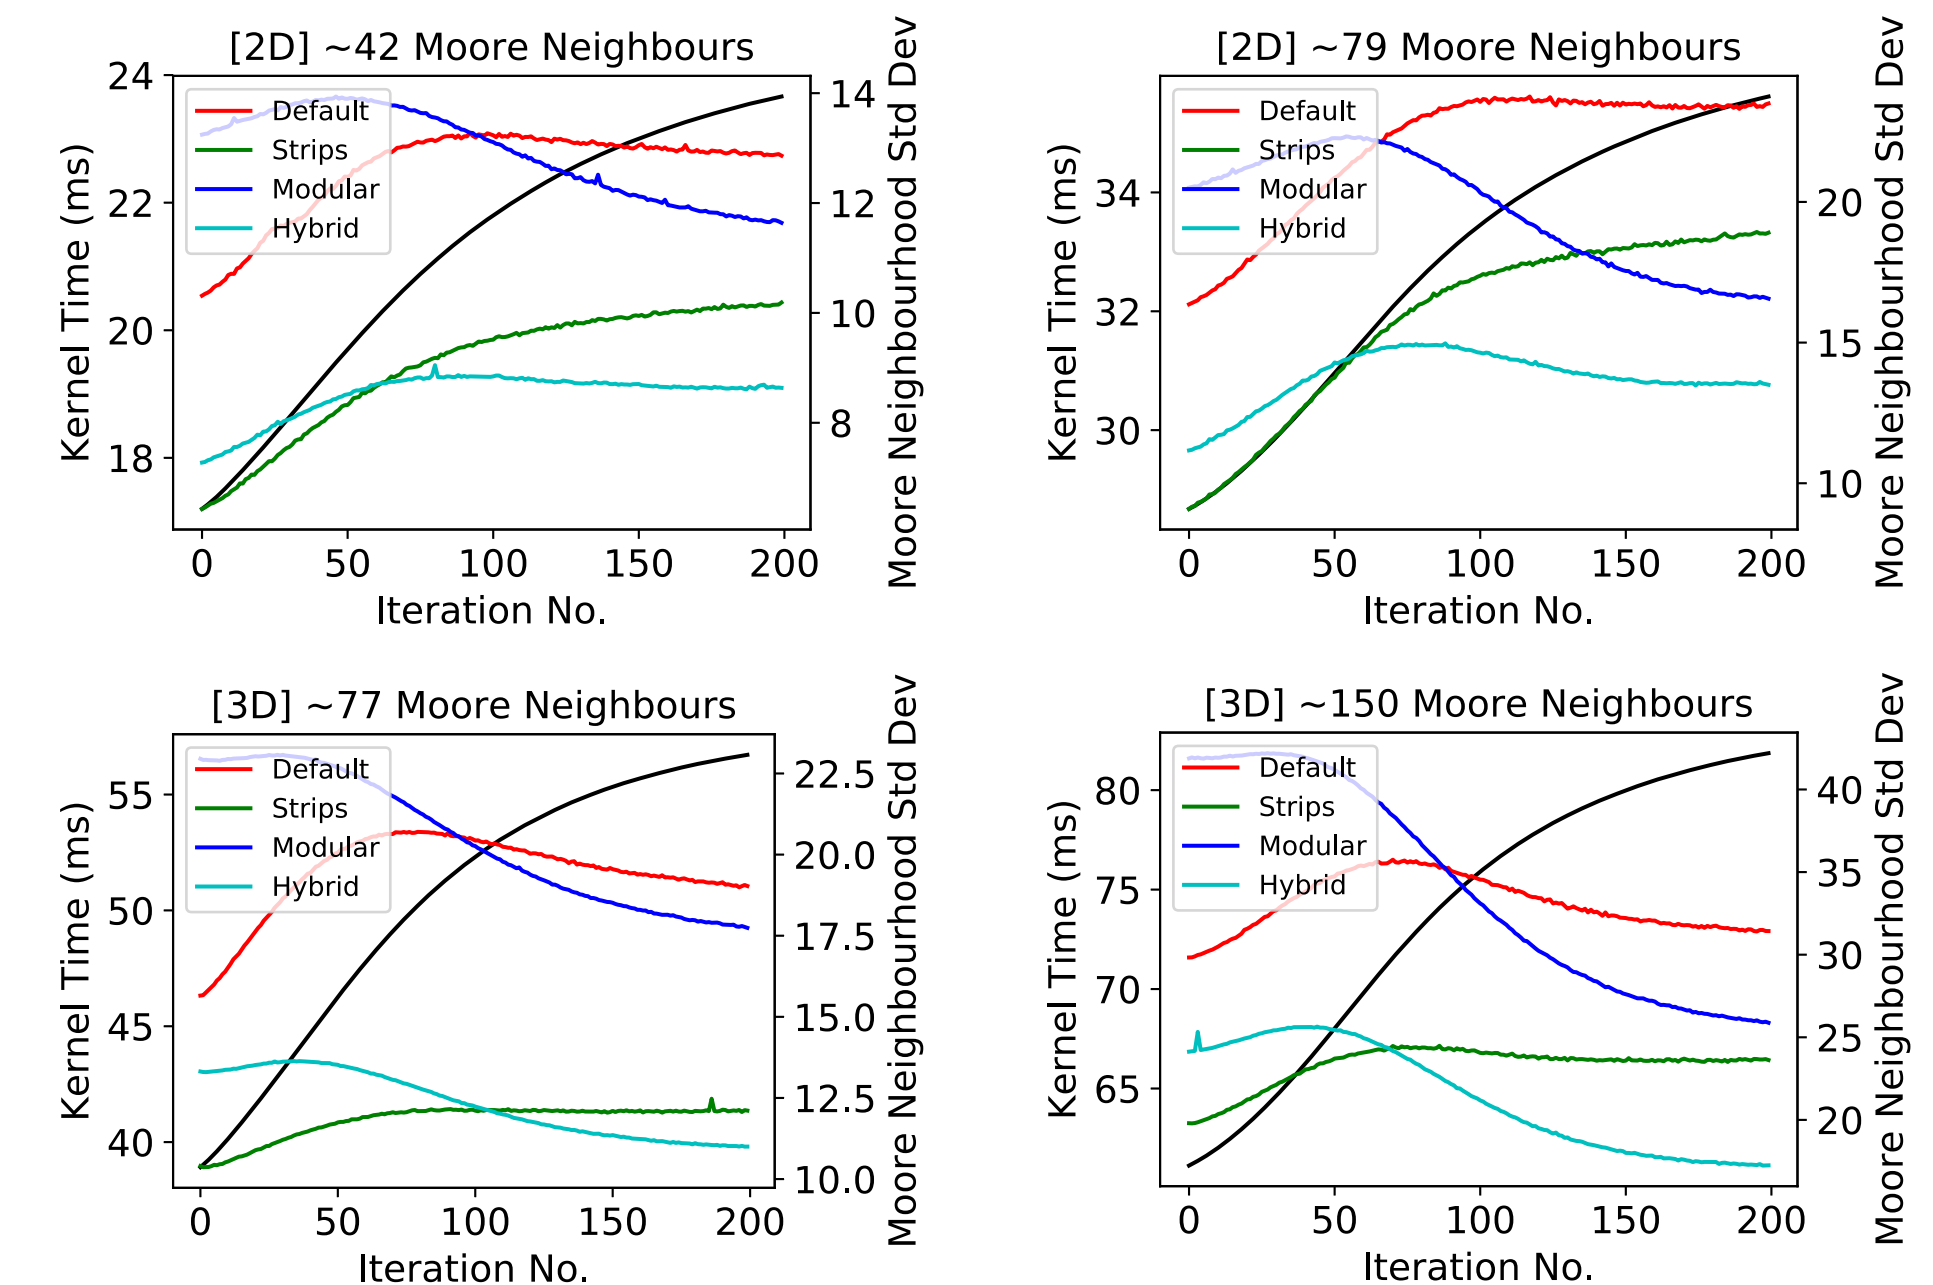 [2D] ~42 Moore Neighbours
24
22
20
18
Kernel Time (ms)
Default
Strips
Modular
Hybrid
14
12
10
8
Moore Neighbourhood Std Dev
0 50 100 150 200
Iteration No.
[2D] ~79 Moore Neighbours
34
32
30
Kernel Time (ms)
Default
Strips
Modular
Hybrid
20
15
10
Moore Neighbourhood Std Dev
0 50 100 150 200
Iteration No.
[3D] ~77 Moore Neighbours
55
50
45
40
Kernel Time (ms)
Default
Strips
Modular
Hybrid
22.5
20.0
17.5
15.0
12.5
10.0
Moore Neighbourhood Std Dev
0 50 100 150 200
Iteration No.
[3D] ~150 Moore Neighbours
80
75
70
65
Kernel Time (ms)
Default
Strips
Modular
Hybrid
40
35
30
25
20
Moore Neighbourhood Std Dev
0 50 100 150 200
Iteration No.